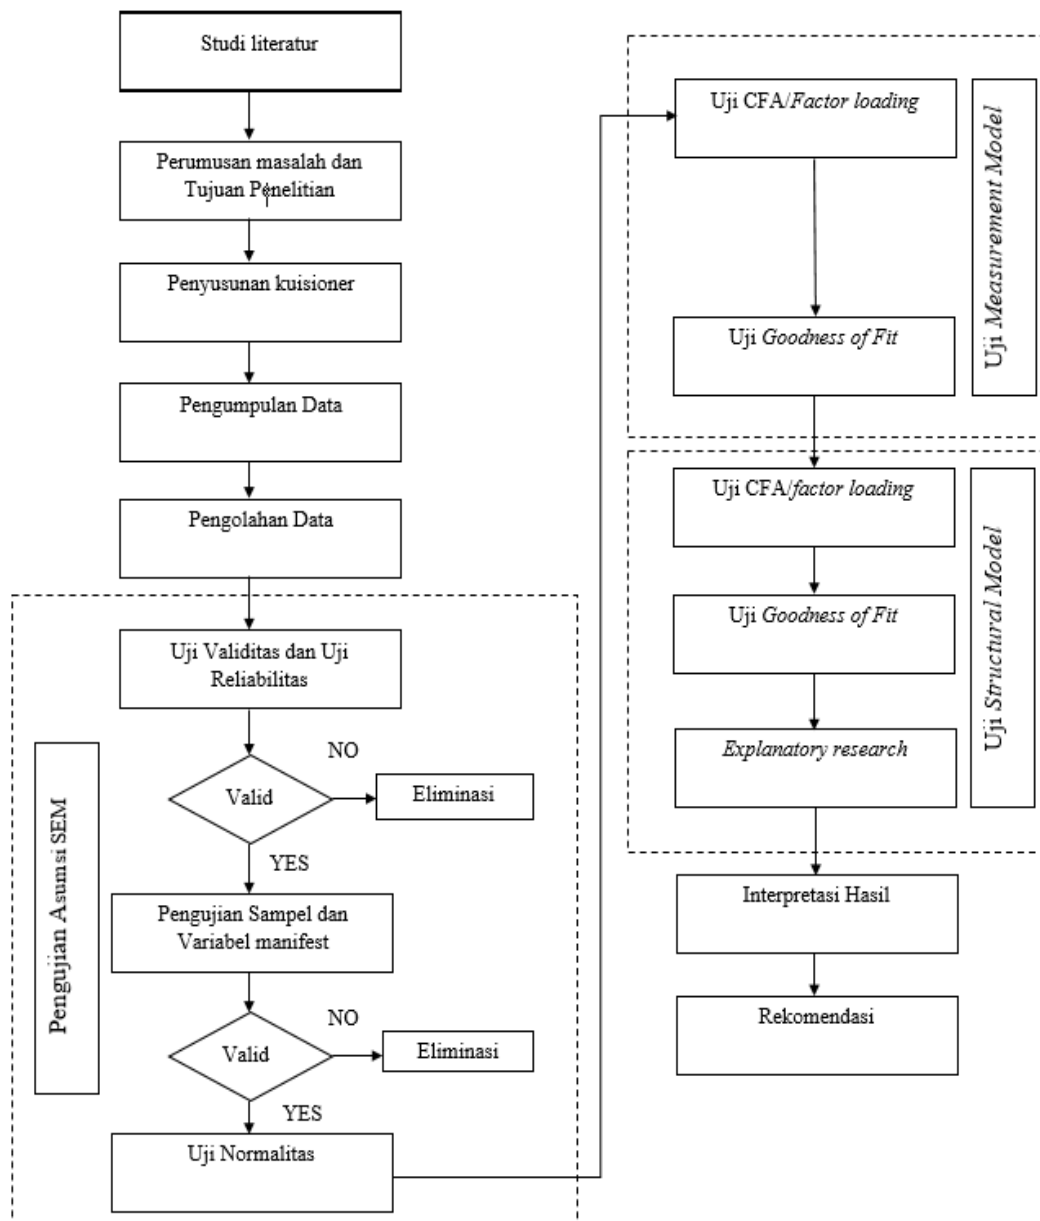 Studi literatur
Perumusan masalah dan
Tujuan Penelitian
Penyusunan kuisioner
Pengumpulan Data
Pengolahan Data
Uji Validitas dan Uji
Reliabilitas
NO
Valid
Eliminasi
YES
Pengujian Sampel dan
Variabel manifest
NO
Valid
Eliminasi
YES
Uji Normalitas
Pengujian Asumsi SEM
Uji CFA/Factor loading
Uji Goodness of Fit
Uji Measurement Model
Uji CFA/factor loading
Uji Goodness of Fit
Explanatory research
Uji Structural Model
Interpretasi Hasil
Rekomendasi